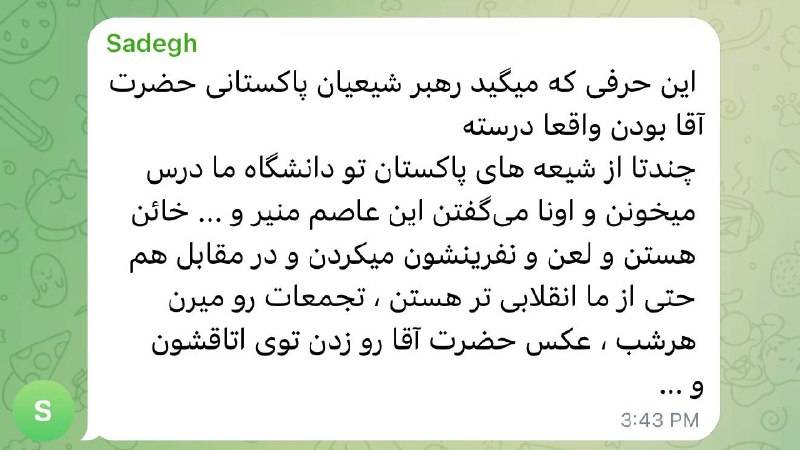 Sadegh
این حرفی که میگید رهبر شیعیان پاکستانی حضرت
آقا بودن واقعا درسته
چندتا از شیعه های پاکستان تو دانشگاه ما درس
میخونن و اونا می‌گفتن این عاصم منیر و ... خائن
هستن و لعن و نفرینشون میکردن و در مقابل هم
حتی از ما انقلابی تر هستن ، تجمعات رو میرن
هرشب ، عکس حضرت آقا رو زدن توی اتاقشون
و ...
3:43 PM
S